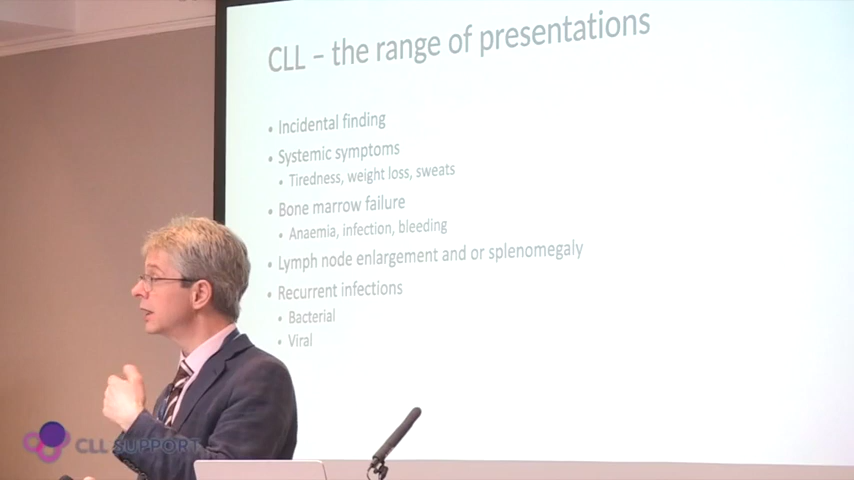 CLL – the range of presentations
• Incidental finding
• Systemic symptoms
• Tiredness, weight loss, sweats
• Bone marrow failure
• Anaemia, infection, bleeding
• Lymph node enlargement and or splenomegaly
• Recurrent infections
• Bacterial
• Viral
CLL SUPPORT